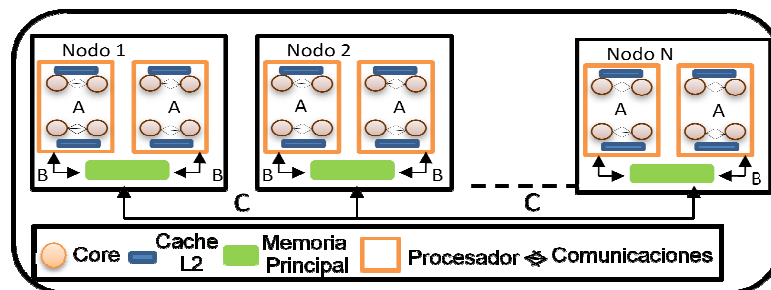 Nodo 1
Nodo 2
Nodo N
A A A A A A
B B B B
C C
Core Cache L2 Memoria Principal Procesador Comunicaciones